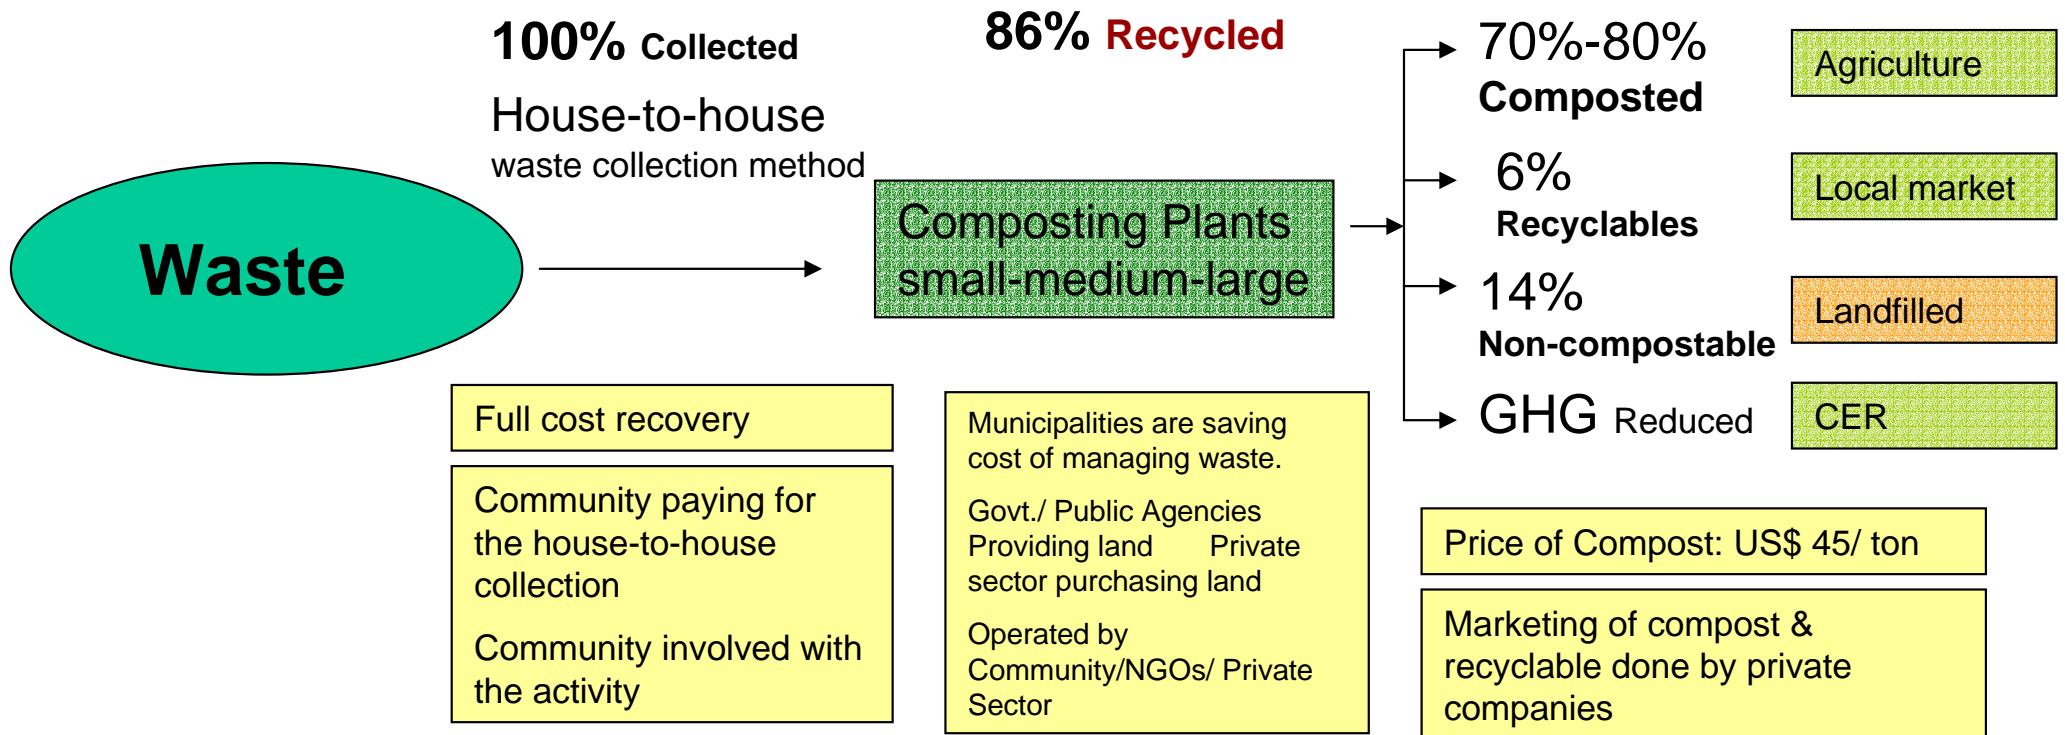 100% Collected
House-to-house
waste collection method
86% Recycled
Waste
Composting Plants
small-medium-large
70%-80%
Composted
Agriculture
6%
Recyclables
Local market
14%
Non-compostable
Landfilled
GHG Reduced
CER
Full cost recovery
Community paying for
the house-to-house
collection
Community involved with
the activity
Municipalities are saving
cost of managing waste.
Govt./ Public Agencies
Providing land Private
sector purchasing land
Operated by
Community/NGOs/ Private
Sector
Price of Compost: US$ 45/ ton
Marketing of compost &
recyclable done by private
companies